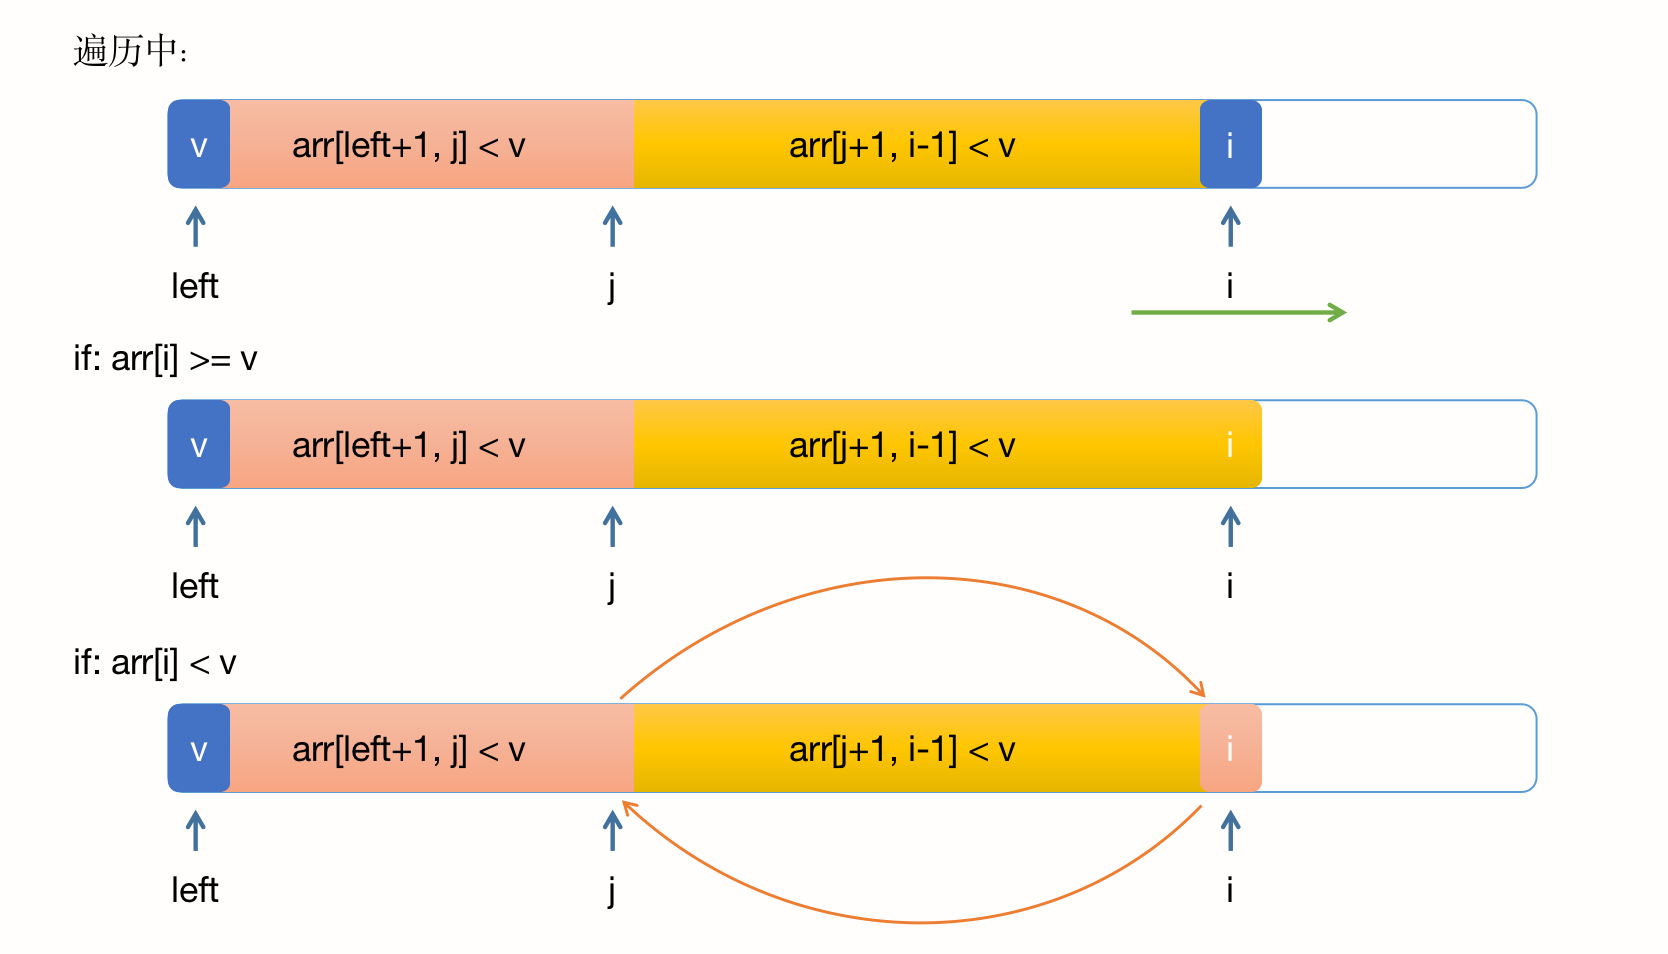 遍历中:
v arr[left+1, j] < v arr[j+1, i-1] < v i
left j i
if: arr[i] >= v
v arr[left+1, j] < v arr[j+1, i-1] < v i
left j i
if: arr[i] < v
v arr[left+1, j] < v arr[j+1, i-1] < v i
left j i